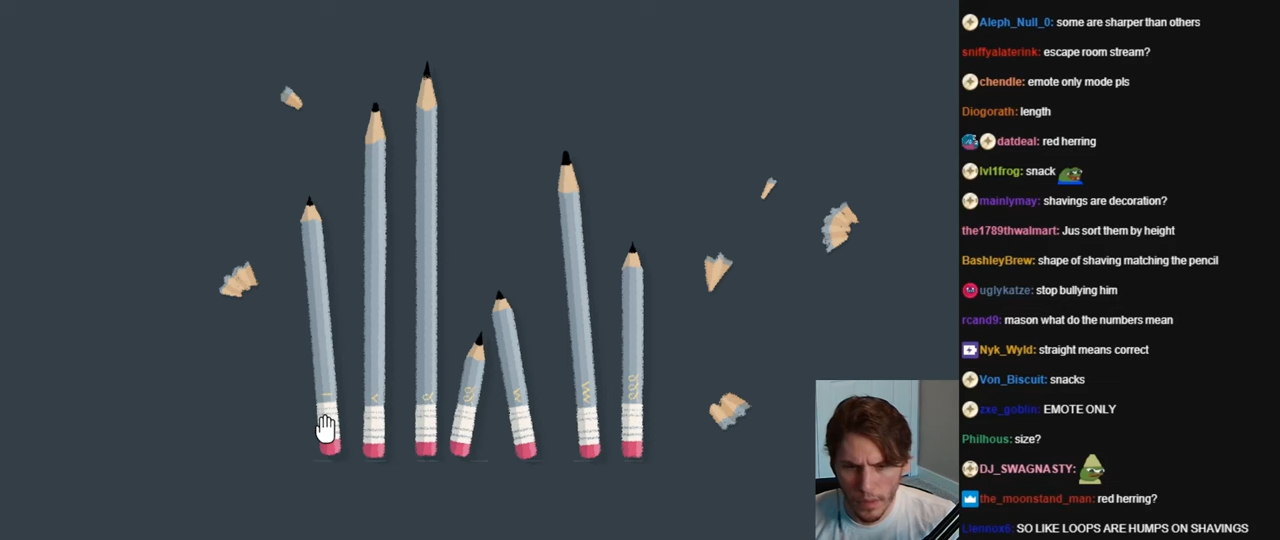 Aleph_Null_0: some are sharper than others
sniffyalaterink: escape room stream?
chendle: emote only mode pls
Diogorath: length
datdeal: red herring
lvl1frog: snack
mainlymay: shavings are decoration?
the1789thwalmart: Jus sort them by height
BashleyBrew: shape of shaving matching the pencil
uglykatze: stop bullying him
rcand9: mason what do the numbers mean
Nyk_Wyld: straight means correct
Von_Biscuit: snacks
zxe_goblin: EMOTE ONLY
Philhous: size?
DJ_SWAGNASTY:
the_moonstand_man: red herring?
SO LIKE LOOPS ARE HUMPS ON SHAVINGS